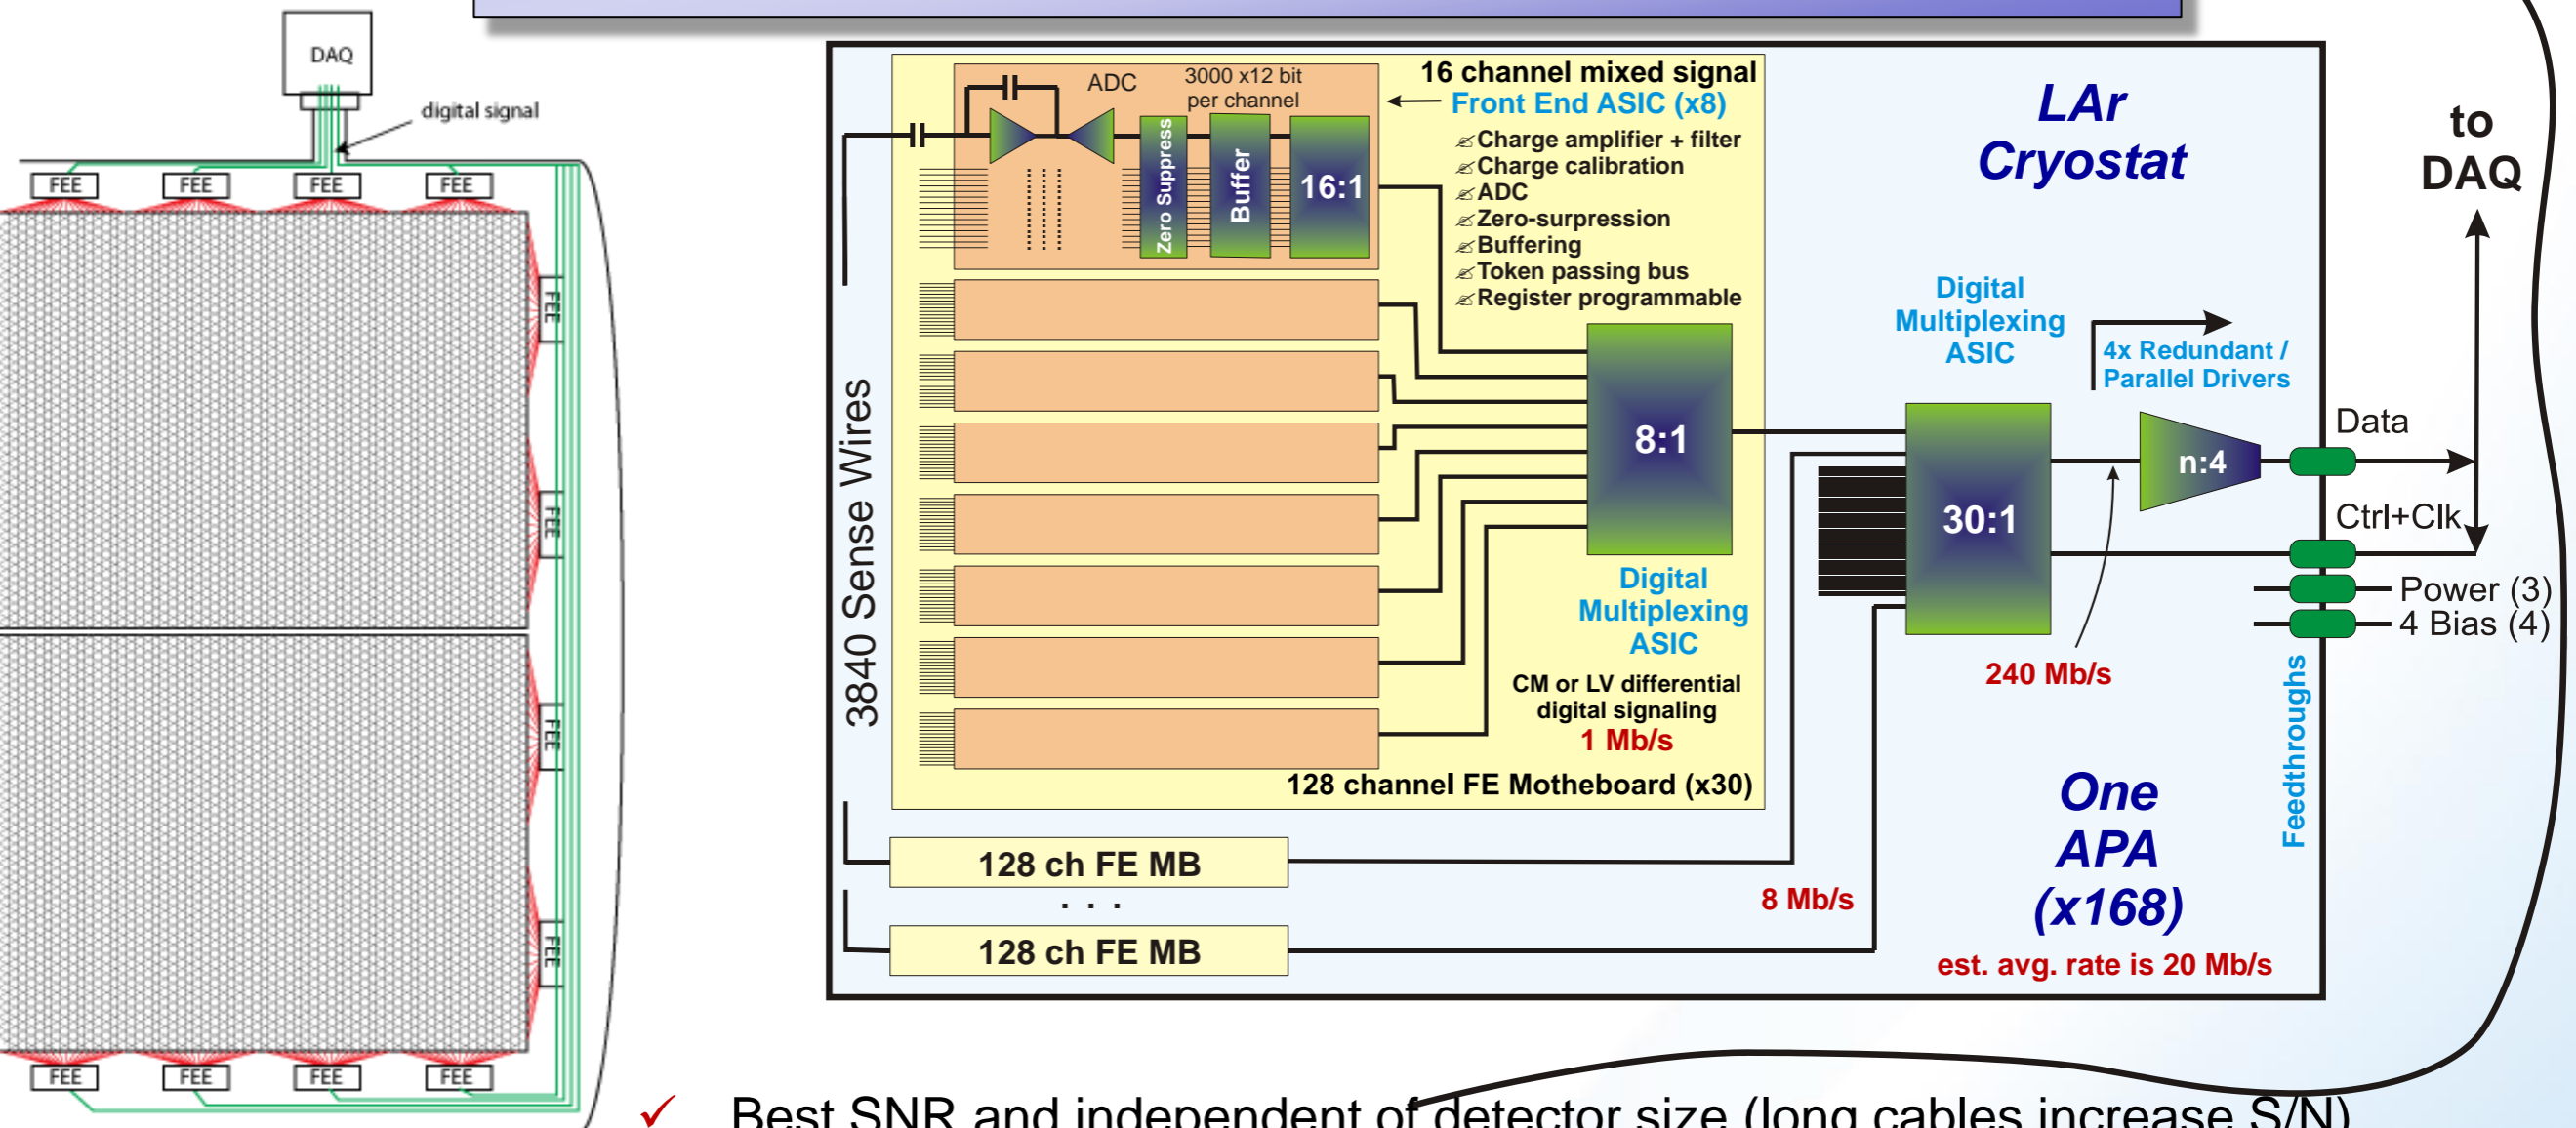 DAQ
digital signal
FEE
FEE
FEE
FEE
FEE
FEE
FEE
FEE
FEE
FEE
FEE
FEE
ADC
3000 x12 bit
per channel
Zero Suppress
Buffer
16:1
16 channel mixed signal
Front End ASIC (x8)
Charge amplifier + filter
Charge calibration
ADC
Zero-surpression
Buffering
Token passing bus
Register programmable
3840 Sense Wires
8:1
Digital
Multiplexing
ASIC
CM or LV differential
digital signaling
1 Mb/s
128 channel FE Motheboard (x30)
128 ch FE MB
. . .
128 ch FE MB
8 Mb/s
LAr
Cryostat
Digital
Multiplexing
ASIC
30:1
4x Redundant /
Parallel Drivers
n:4
240 Mb/s
One
APA
(x168)
est. avg. rate is 20 Mb/s
Feedthroughs
to
DAQ
Data
Ctrl+Clk
Power (3)
4 Bias (4)
✓ Best SNR and independent of detector size (long cables increase S/N)